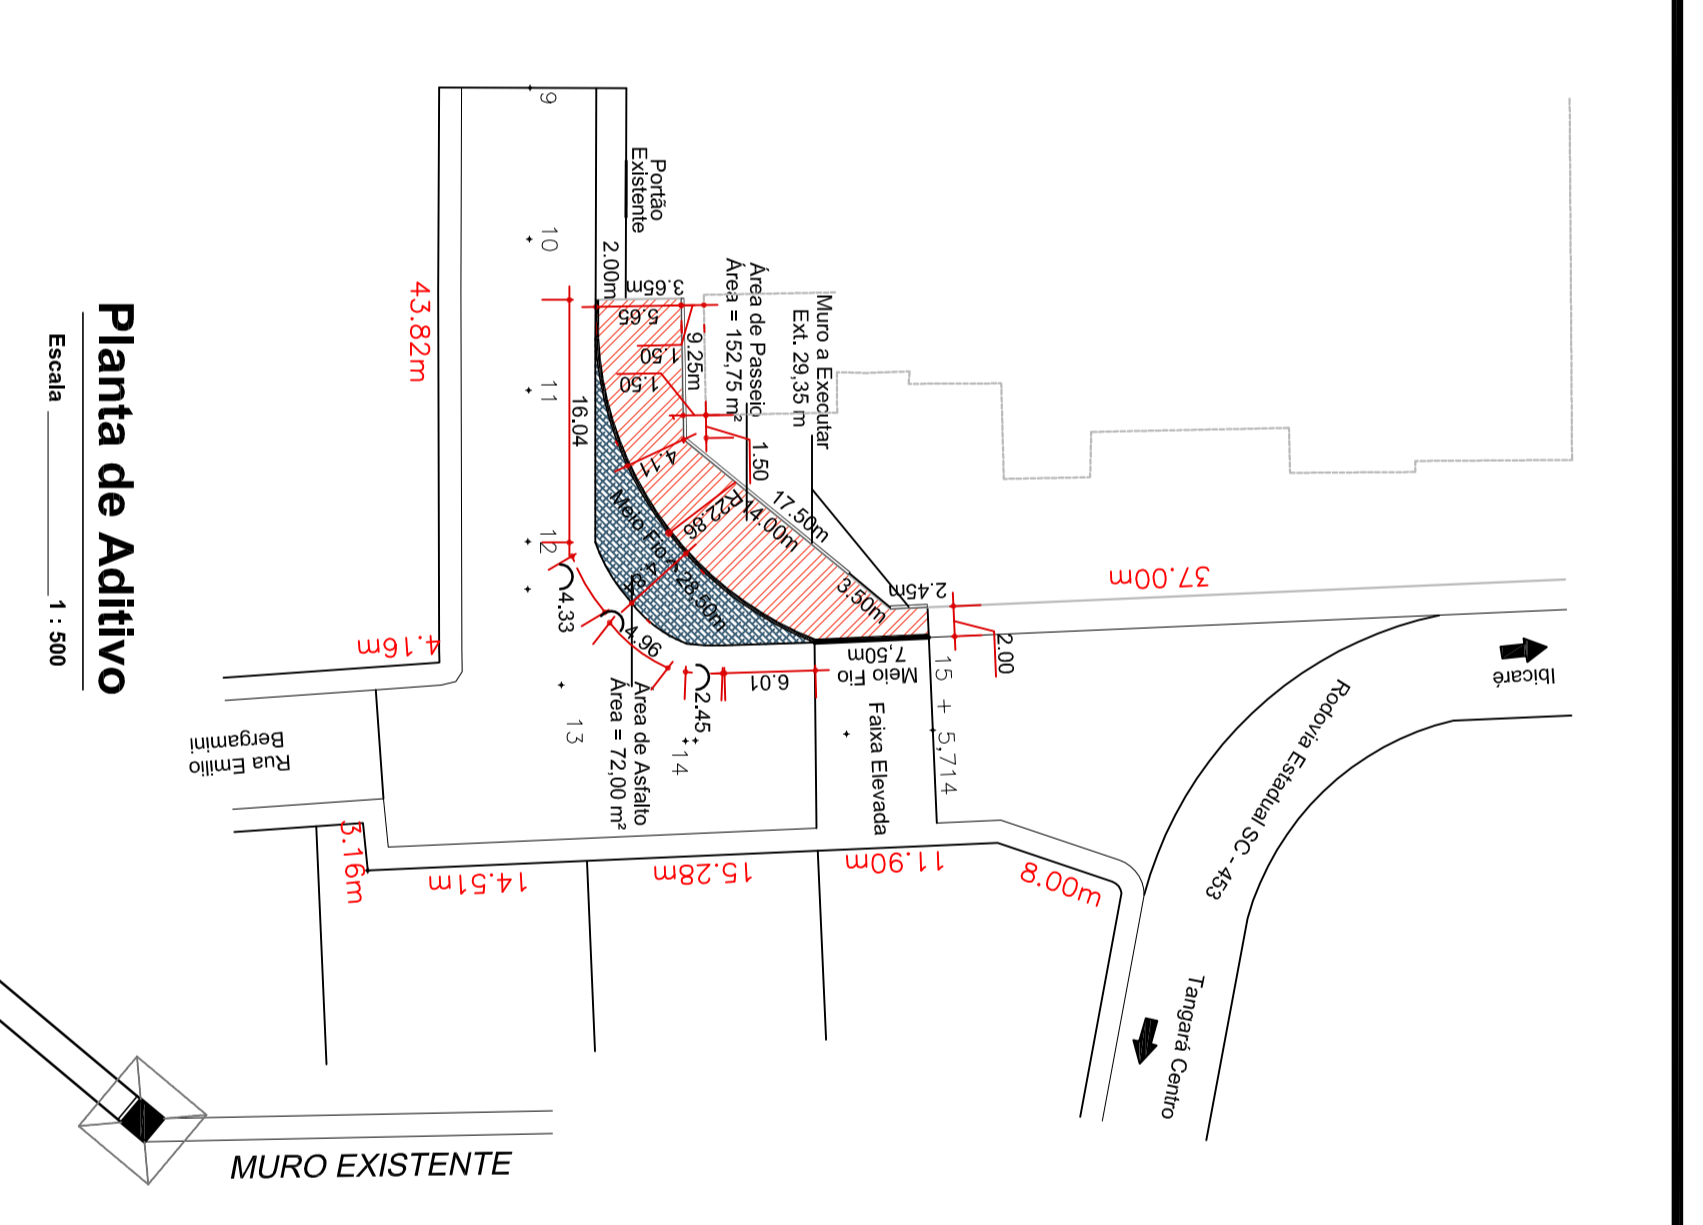 Planta de Aditivo
Escala 1 : 500
Portão
Existente
Muro a Executar
Ext. 29,35 m
Área de Passeio
Área = 152,75 m²
9
10
11
12
13
14
15 + 5,714
2.00m
3.65m
5.65
1.50
1.50
9.25m
1.50
4.11
R22.86
14.00m
17.50m
3.50m
2.45m
2.00
37.00m
43.82m
16.04
4.33
4.96
2.45
6.01
Meio Fio 28,50m
7,50m
Meio Fio
Faixa Elevada
Área de Asfalto
Área = 72,00 m²
4.16m
Rua Emilio
Bergamini
3.16m
14.51m
15.28m
11.90m
8.00m
Rodovia Estadual SC - 453
Ibicaré
Tangará Centro
MURO EXISTENTE